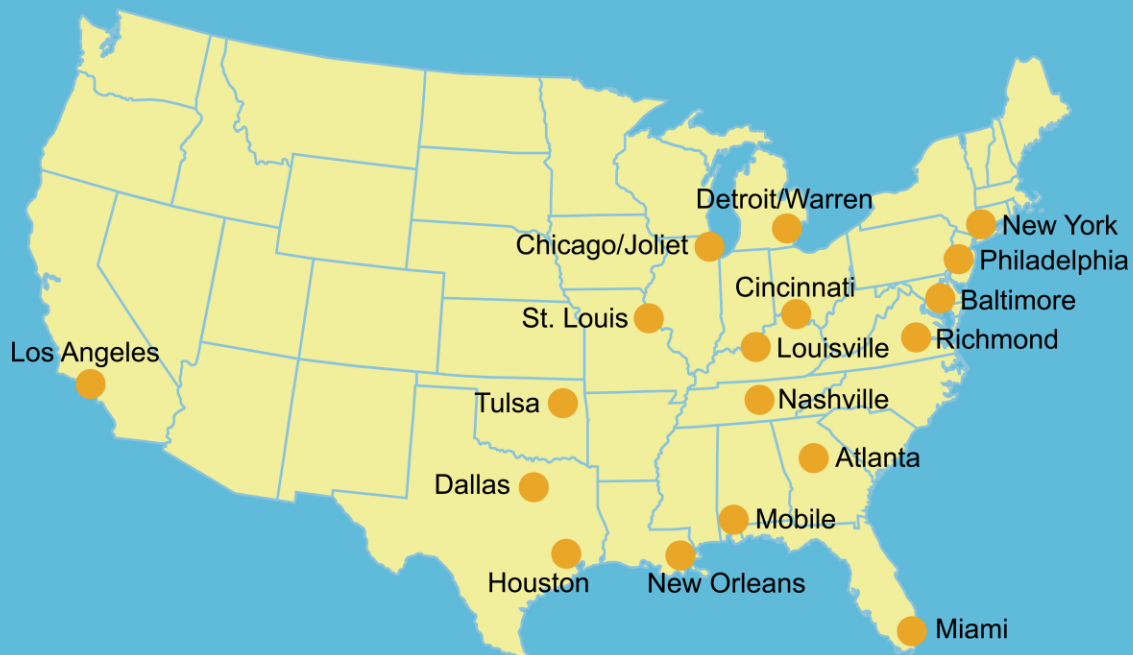 Detroit/Warren
New York
Chicago/Joliet
Philadelphia
Cincinnati
Baltimore
St. Louis
Richmond
Louisville
Los Angeles
Nashville
Tulsa
Atlanta
Dallas
Mobile
Houston
New Orleans
Miami